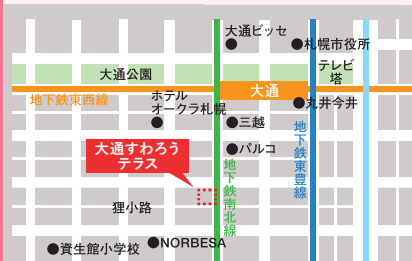 大通ビッセ
札幌市役所
大通公園
テレビ
塔
地下鉄東西線
大通
ホテル
オークラ札幌
丸井今井
三越
パルコ
大通すわろう
テラス
地下鉄南北線
地下鉄東豊線
狸小路
資生館小学校
NORBESA